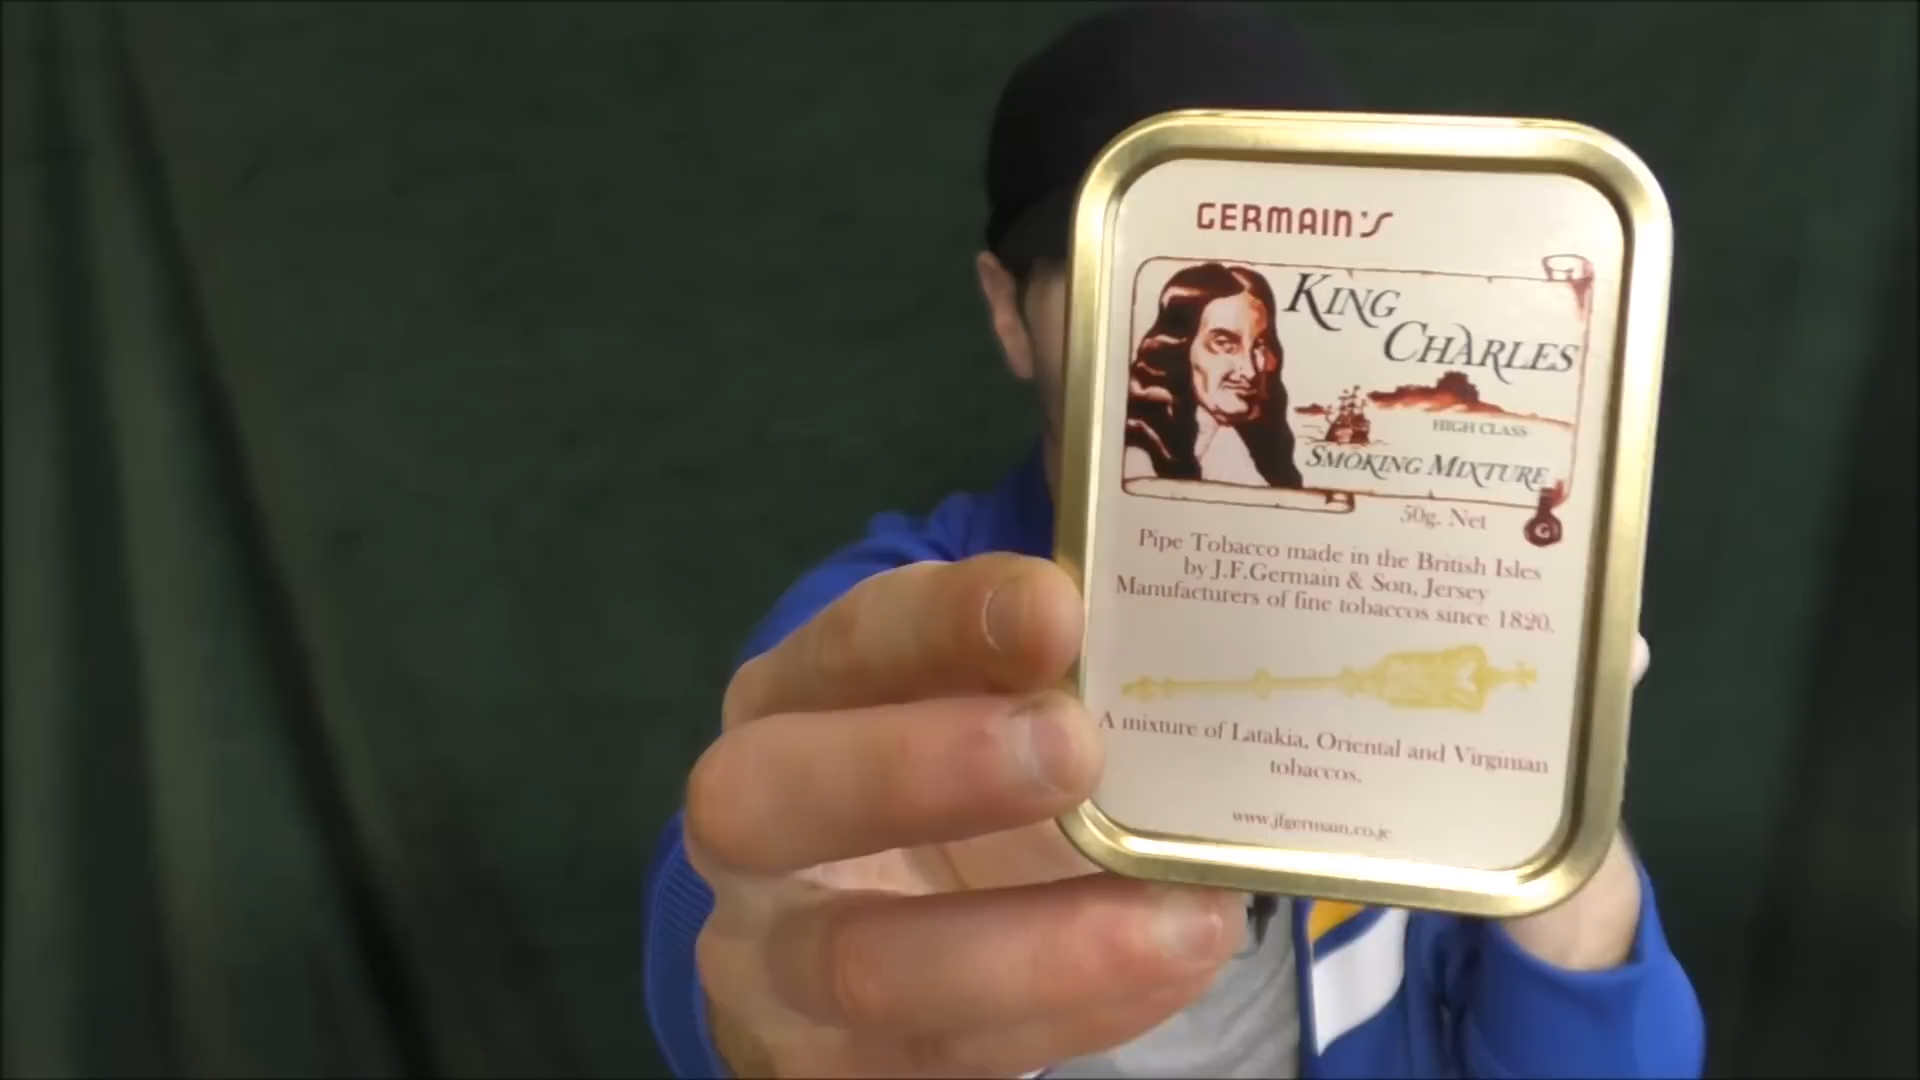 GERMAIN'S
KING
CHARLES
HIGH CLASS
SMOKING MIXTURE
50g. Net
G
Pipe Tobacco made in the British Isles
by J.F.Germain & Son, Jersey
Manufacturers of fine tobaccos since 1820.
A mixture of Latakia, Oriental and Virginian
tobaccos.
www.jfgermain.co.je